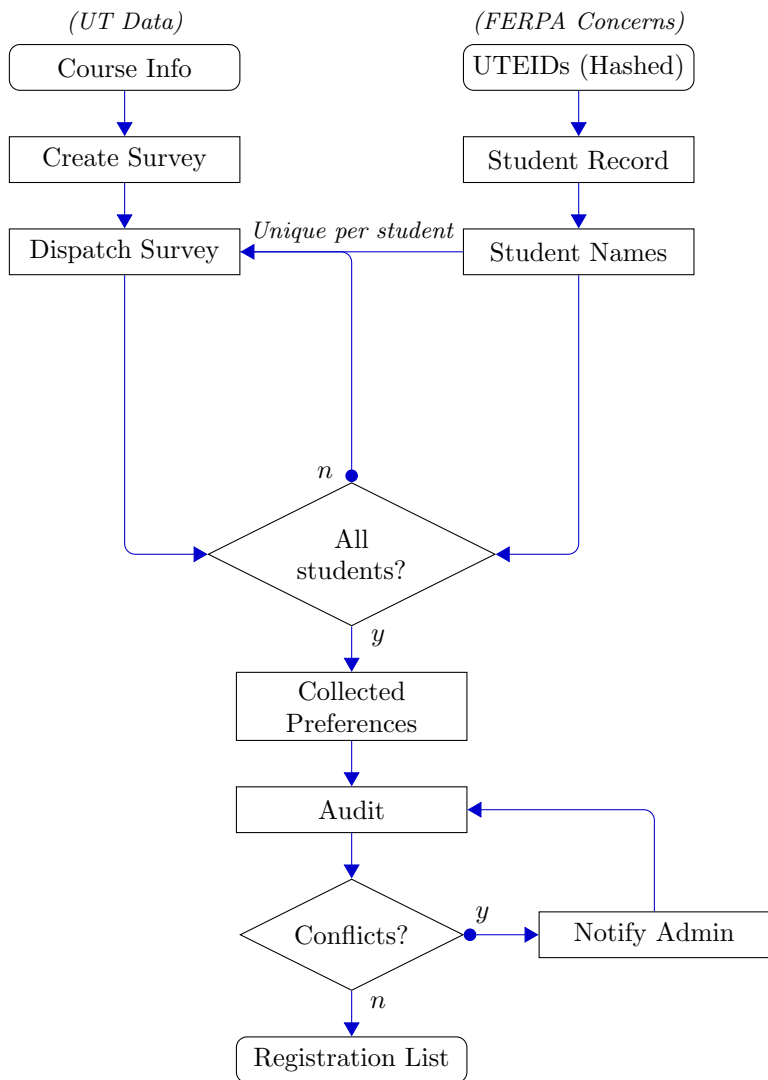 (UT Data)
(FERPA Concerns)
Course Info
UTEIDs (Hashed)
Create Survey
Student Record
Unique per student
Dispatch Survey
Student Names
n
All
students?
y
Collected
Preferences
Audit
y
Conflicts?
Notify Admin
n
Registration List